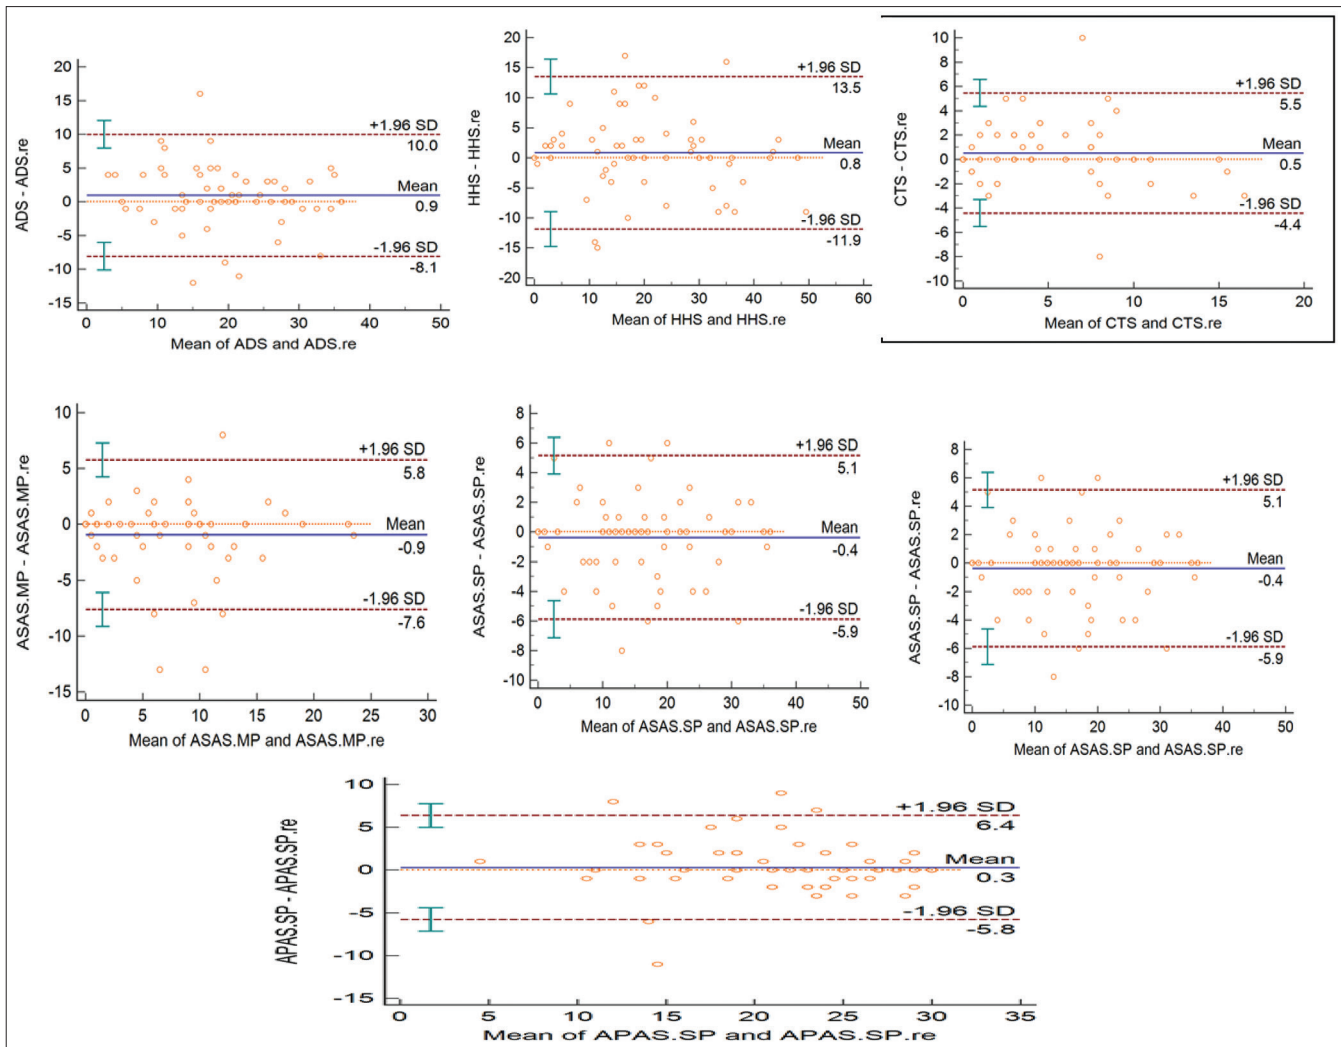 ADS - ADS.re
20
15
10
5
0
-5
-10
-15
+1.96 SD
10.0
Mean
0.9
-1.96 SD
-8.1
0 10 20 30 40 50
Mean of ADS and ADS.re
HHS - HHS.re
20
15
10
5
0
-5
-10
-15
-20
+1.96 SD
13.5
Mean
0.8
-1.96 SD
-11.9
0 10 20 30 40 50 60
Mean of HHS and HHS.re
CTS - CTS.re
10
8
6
4
2
0
-2
-4
-6
-8
-10
+1.96 SD
5.5
Mean
0.5
-1.96 SD
-4.4
0 5 10 15 20
Mean of CTS and CTS.re
ASAS.MP - ASAS.MP.re
10
5
0
-5
-10
-15
+1.96 SD
5.8
Mean
-0.9
-1.96 SD
-7.6
0 5 10 15 20 25 30
Mean of ASAS.MP and ASAS.MP.re
ASAS.SP - ASAS.SP.re
8
6
4
2
0
-2
-4
-6
-8
-10
+1.96 SD
5.1
Mean
-0.4
-1.96 SD
-5.9
0 10 20 30 40 50
Mean of ASAS.SP and ASAS.SP.re
ASAS.SP - ASAS.SP.re
8
6
4
2
0
-2
-4
-6
-8
-10
+1.96 SD
5.1
Mean
-0.4
-1.96 SD
-5.9
0 10 20 30 40 50
Mean of ASAS.SP and ASAS.SP.re
APAS.SP - APAS.SP.re
10
5
0
-5
-10
-15
+1.96 SD
6.4
Mean
0.3
-1.96 SD
-5.8
0 5 10 15 20 25 30 35
Mean of APAS.SP and APAS.SP.re